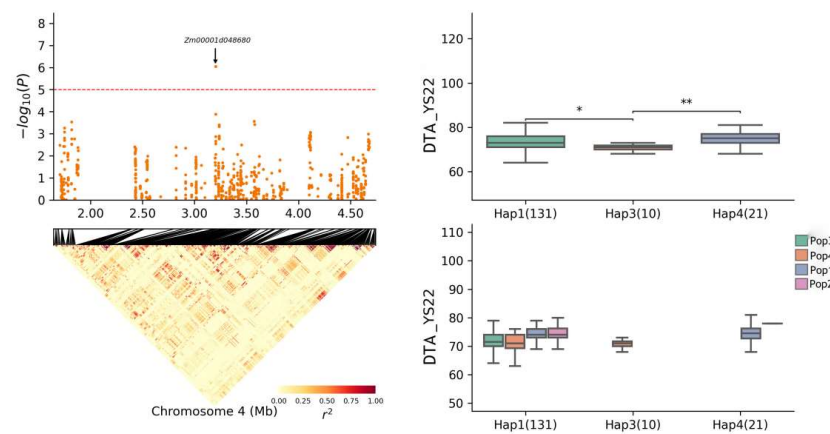 8
7
6
5
4
3
2
1
0
−log10(P)
Zm00001d048680
2.00 2.50 3.00 3.50 4.00 4.50
0.00 0.25 0.50 0.75 1.00
r²
Chromosome 4 (Mb)
120
100
80
60
DTA_YS22
*
**
Hap1(131) Hap3(10) Hap4(21)
110
100
90
80
70
60
50
DTA_YS22
Hap1(131) Hap3(10) Hap4(21)
Pop4
Pop2